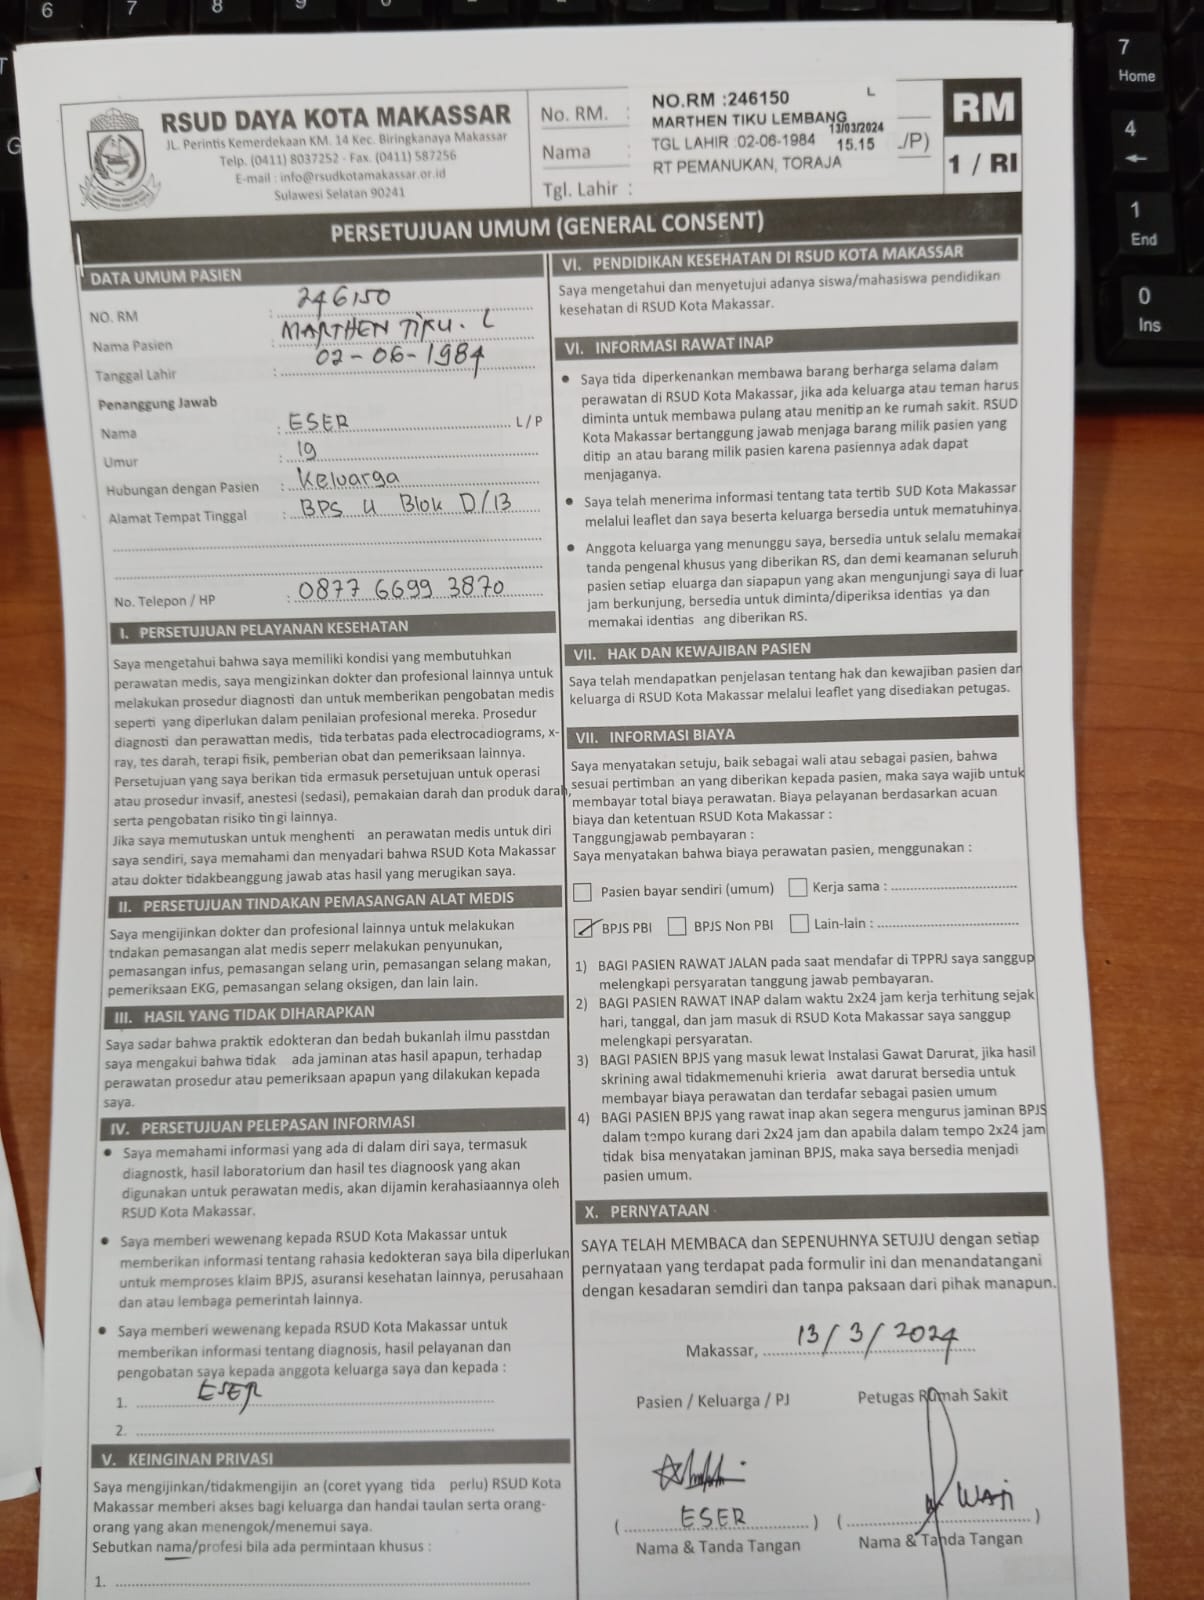 RSUD DAYA KOTA MAKASSAR
JL. Perintis Kemerdekaan KM. 14 Kec. Biringkanaya Makassar
Telp. (0411) 8037252 - Fax. (0411) 587256
E-mail : info@rsudkotamakassar.or.id
Sulawesi Selatan 90241
No. RM. :
Nama :
Tgl. Lahir :
NO.RM :246150 L
MARTHEN TIKU LEMBANG
13/03/2024
TGL LAHIR :02-06-1984 15.15
RT PEMANUKAN, TORAJA
/P)
RM
1 / RI
PERSETUJUAN UMUM (GENERAL CONSENT)
DATA UMUM PASIEN
NO. RM : 246150
Nama Pasien : MARTHEN TIKU. L
Tanggal Lahir : 02-06-1984
Penanggung Jawab
Nama : ESER L/P
Umur : 19
Hubungan dengan Pasien : Keluarga
Alamat Tempat Tinggal : BPS U Blok D/13
No. Telepon / HP : 0877 6699 3870
I. PERSETUJUAN PELAYANAN KESEHATAN
Saya mengetahui bahwa saya memiliki kondisi yang membutuhkan
perawatan medis, saya mengizinkan dokter dan profesional lainnya untuk
melakukan prosedur diagnosti dan untuk memberikan pengobatan medis
seperti yang diperlukan dalam penilaian profesional mereka. Prosedur
diagnosti dan perawattan medis, tida terbatas pada electrocadiograms, x-
ray, tes darah, terapi fisik, pemberian obat dan pemeriksaan lainnya.
Persetujuan yang saya berikan tida ermasuk persetujuan untuk operasi
atau prosedur invasif, anestesi (sedasi), pemakaian darah dan produk darah,
serta pengobatan risiko tin gi lainnya.
Jika saya memutuskan untuk menghenti an perawatan medis untuk diri
saya sendiri, saya memahami dan menyadari bahwa RSUD Kota Makassar
atau dokter tidakbeanggung jawab atas hasil yang merugikan saya.
II. PERSETUJUAN TINDAKAN PEMASANGAN ALAT MEDIS
Saya mengijinkan dokter dan profesional lainnya untuk melakukan
tndakan pemasangan alat medis seperr melakukan penyunukan,
pemasangan infus, pemasangan selang urin, pemasangan selang makan,
pemeriksaan EKG, pemasangan selang oksigen, dan lain lain.
III. HASIL YANG TIDAK DIHARAPKAN
Saya sadar bahwa praktik edokteran dan bedah bukanlah ilmu passtdan
saya mengakui bahwa tidak ada jaminan atas hasil apapun, terhadap
perawatan prosedur atau pemeriksaan apapun yang dilakukan kepada
saya.
IV. PERSETUJUAN PELEPASAN INFORMASI
• Saya memahami informasi yang ada di dalam diri saya, termasuk
diagnostk, hasil laboratorium dan hasil tes diagnoosk yang akan
digunakan untuk perawatan medis, akan dijamin kerahasiaannya oleh
RSUD Kota Makassar.
• Saya memberi wewenang kepada RSUD Kota Makassar untuk
memberikan informasi tentang rahasia kedokteran saya bila diperlukan
untuk memproses klaim BPJS, asuransi kesehatan lainnya, perusahaan
dan atau lembaga pemerintah lainnya.
• Saya memberi wewenang kepada RSUD Kota Makassar untuk
memberikan informasi tentang diagnosis, hasil pelayanan dan
pengobatan saya kepada anggota keluarga saya dan kepada :
1. ESER
2.
V. KEINGINAN PRIVASI
Saya mengijinkan/tidakmengijin an (coret yyang tida perlu) RSUD Kota
Makassar memberi akses bagi keluarga dan handai taulan serta orang-
orang yang akan menengok/menemui saya.
Sebutkan nama/profesi bila ada permintaan khusus :
1.
VI. PENDIDIKAN KESEHATAN DI RSUD KOTA MAKASSAR
Saya mengetahui dan menyetujui adanya siswa/mahasiswa pendidikan
kesehatan di RSUD Kota Makassar.
VI. INFORMASI RAWAT INAP
• Saya tida diperkenankan membawa barang berharga selama dalam
perawatan di RSUD Kota Makassar, jika ada keluarga atau teman harus
diminta untuk membawa pulang atau menitip an ke rumah sakit. RSUD
Kota Makassar bertanggung jawab menjaga barang milik pasien yang
ditip an atau barang milik pasien karena pasiennya adak dapat
menjaganya.
• Saya telah menerima informasi tentang tata tertib SUD Kota Makassar
melalui leaflet dan saya beserta keluarga bersedia untuk mematuhinya.
• Anggota keluarga yang menunggu saya, bersedia untuk selalu memakai
tanda pengenal khusus yang diberikan RS, dan demi keamanan seluruh
pasien setiap eluarga dan siapapun yang akan mengunjungi saya di luar
jam berkunjung, bersedia untuk diminta/diperiksa identias ya dan
memakai identias ang diberikan RS.
VII. HAK DAN KEWAJIBAN PASIEN
Saya telah mendapatkan penjelasan tentang hak dan kewajiban pasien dar
keluarga di RSUD Kota Makassar melalui leaflet yang disediakan petugas.
VII. INFORMASI BIAYA
Saya menyatakan setuju, baik sebagai wali atau sebagai pasien, bahwa
sesuai pertimban an yang diberikan kepada pasien, maka saya wajib untuk
membayar total biaya perawatan. Biaya pelayanan berdasarkan acuan
biaya dan ketentuan RSUD Kota Makassar :
Tanggungjawab pembayaran :
Saya menyatakan bahwa biaya perawatan pasien, menggunakan :
Pasien bayar sendiri (umum) Kerja sama :
BPJS PBI BPJS Non PBI Lain-lain :
1) BAGI PASIEN RAWAT JALAN pada saat mendafar di TPPRJ saya sanggup
melengkapi persyaratan tanggung jawab pembayaran.
2) BAGI PASIEN RAWAT INAP dalam waktu 2x24 jam kerja terhitung sejak
hari, tanggal, dan jam masuk di RSUD Kota Makassar saya sanggup
melengkapi persyaratan.
3) BAGI PASIEN BPJS yang masuk lewat Instalasi Gawat Darurat, jika hasil
skrining awal tidakmemenuhi krieria awat darurat bersedia untuk
membayar biaya perawatan dan terdafar sebagai pasien umum
4) BAGI PASIEN BPJS yang rawat inap akan segera mengurus jaminan BPJS
dalam tempo kurang dari 2x24 jam dan apabila dalam tempo 2x24 jam
tidak bisa menyatakan jaminan BPJS, maka saya bersedia menjadi
pasien umum.
X. PERNYATAAN
SAYA TELAH MEMBACA dan SEPENUHNYA SETUJU dengan setiap
pernyataan yang terdapat pada formulir ini dan menandatangani
dengan kesadaran semdiri dan tanpa paksaan dari pihak manapun.
Makassar, 13/3/2024
Pasien / Keluarga / PJ Petugas Rumah Sakit
( ESER ) ( )
Nama & Tanda Tangan Nama & Tanda Tangan
6 7 8 9
7
Home
4
←
1
End
0
Ins
G